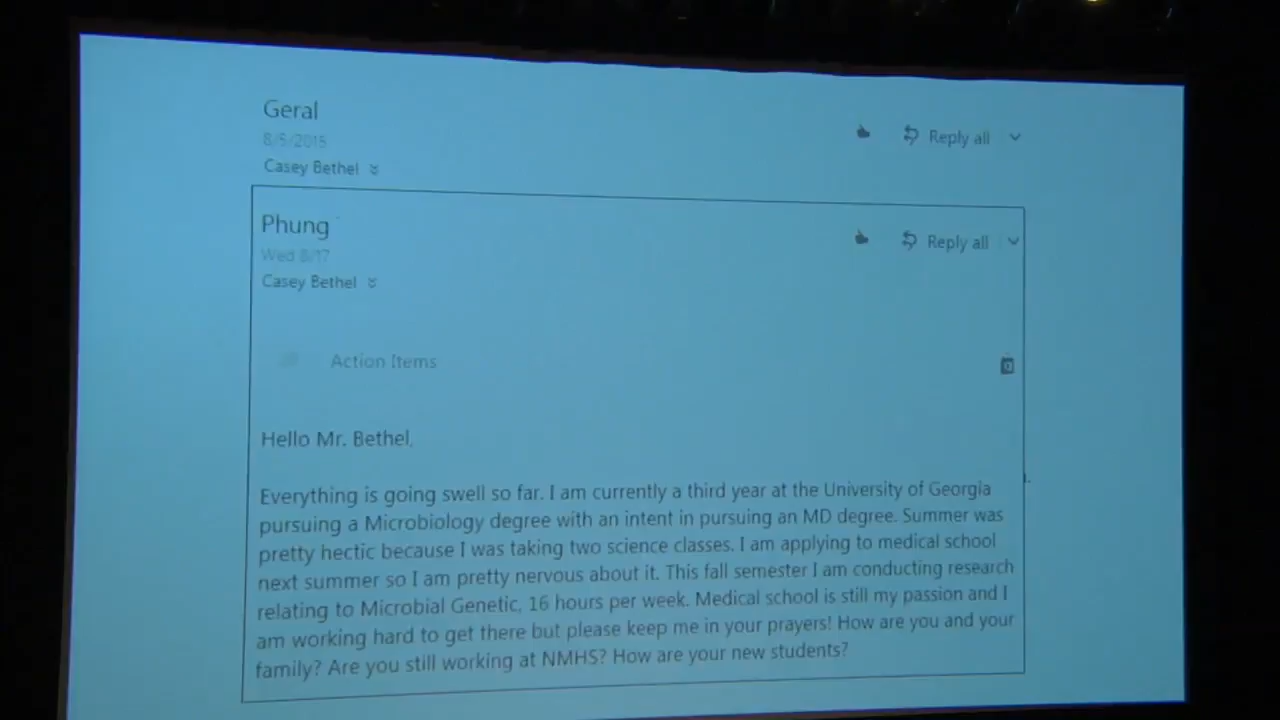 Geral
8/5/2015
Reply all
Casey Bethel
Phung
Wed 8/17
Reply all
Casey Bethel
Action Items
Hello Mr. Bethel,
Everything is going swell so far. I am currently a third year at the University of Georgia
pursuing a Microbiology degree with an intent in pursuing an MD degree. Summer was
pretty hectic because I was taking two science classes. I am applying to medical school
next summer so I am pretty nervous about it. This fall semester I am conducting research
relating to Microbial Genetic, 16 hours per week. Medical school is still my passion and I
am working hard to get there but please keep me in your prayers! How are you and your
family? Are you still working at NMHS? How are your new students?